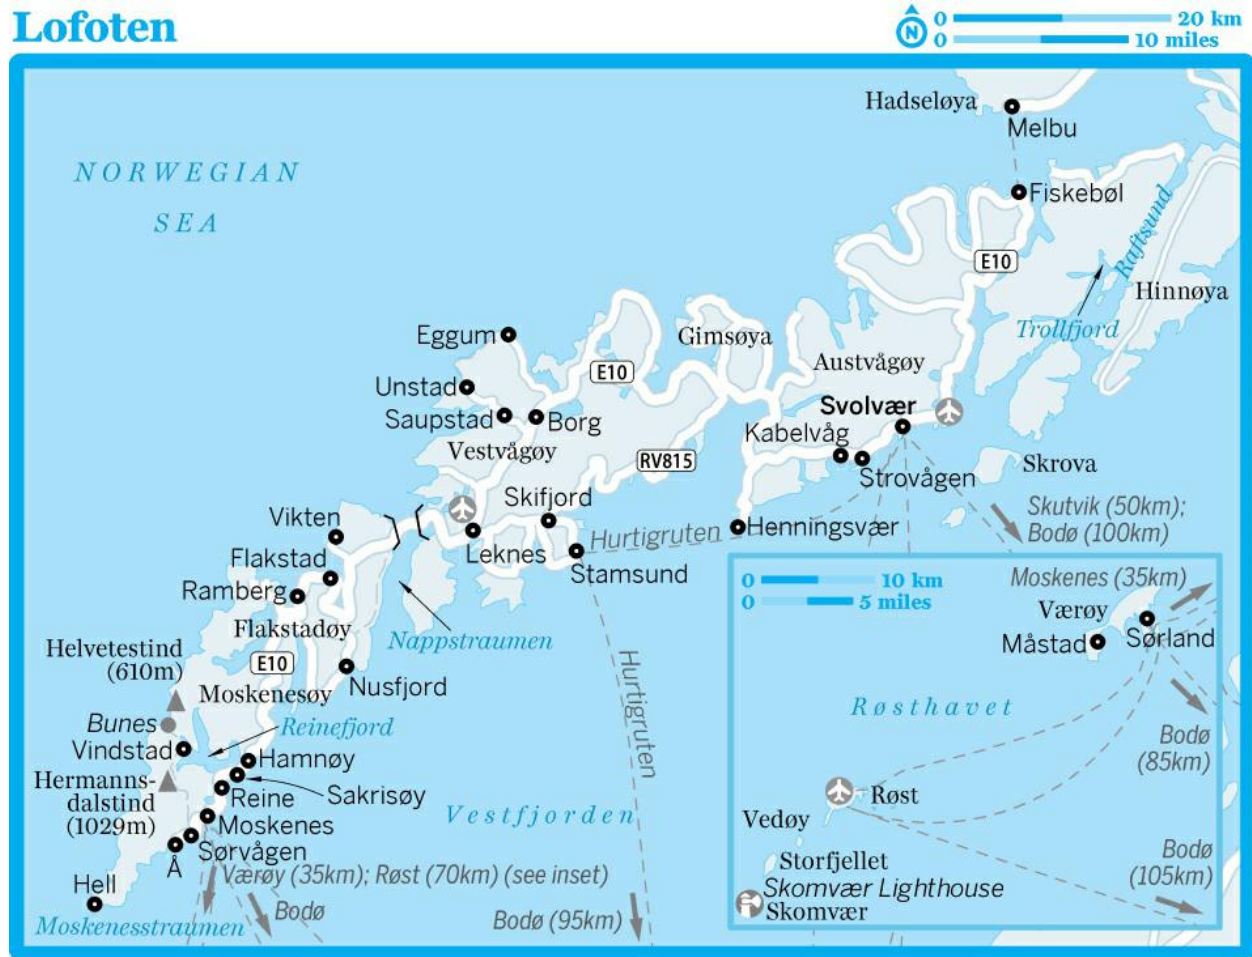 Lofoten
N
0 20 km
0 10 miles
Hadseløya
Melbu
NORWEGIAN
SEA
Fiskebøl
Raftsund
E10
Hinnøya
Trollfjord
Eggum
Gimsøya
E10
Austvågøy
Unstad
Svolvær
Saupstad
Borg
Kabelvåg
Vestvågøy
RV815
Strovågen
Skrova
Skifjord
Skutvik (50km);
Bodø (100km)
Vikten
Hurtigruten
Henningsvær
Leknes
Flakstad
Stamsund
Ramberg
Flakstadøy
Nappstraumen
Helvetestind
(610m)
E10
Moskenesøy
Nusfjord
Hurtigruten
Bunes
Reinefjord
Vindstad
Hamnøy
Hermanns-
dalstind
(1029m)
Sakrisøy
Reine
Moskenes
Vestfjorden
Sørvågen
Å
Hell
Værøy (35km); Røst (70km) (see inset)
Bodø
Bodø (95km)
Moskenesstraumen
0 10 km
0 5 miles
Moskenes (35km)
Værøy
Måstad
Sørland
Røsthavet
Bodø
(85km)
Røst
Vedøy
Storfjellet
Bodø
(105km)
Skomvær Lighthouse
Skomvær